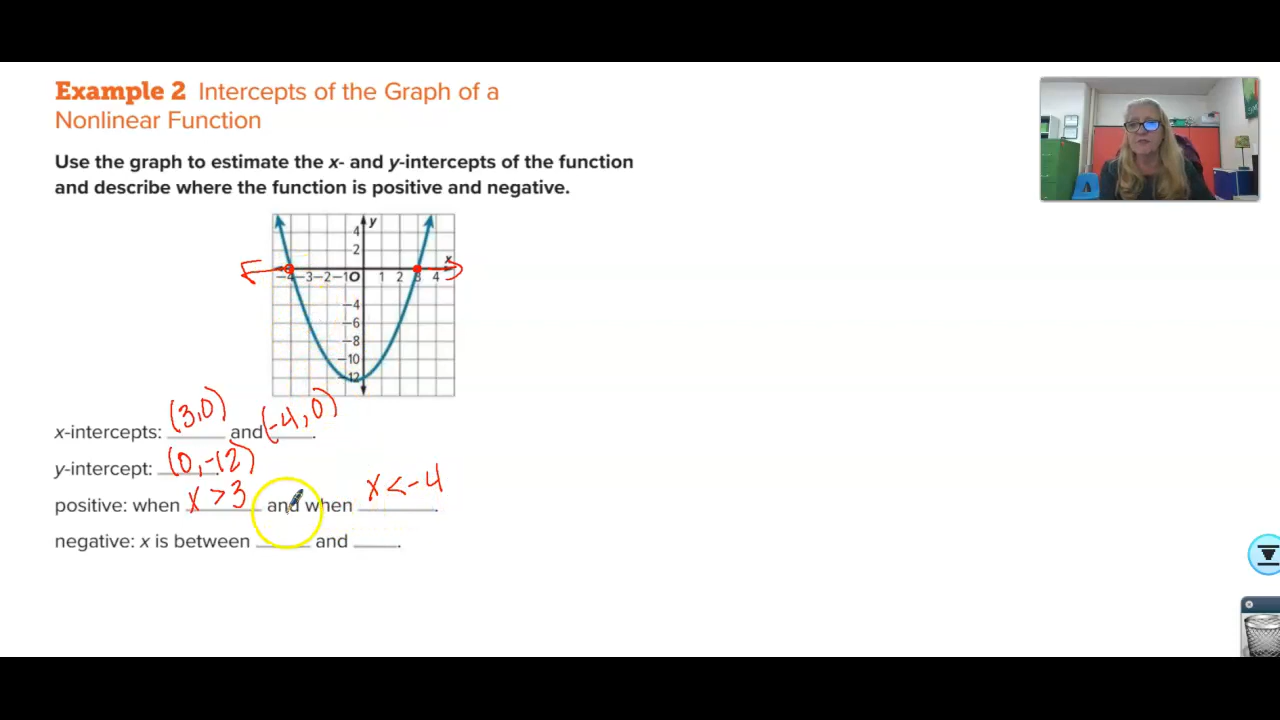 Example 2 Intercepts of the Graph of a
Nonlinear Function
Use the graph to estimate the x- and y-intercepts of the function
and describe where the function is positive and negative.
y
4
2
x
−4 −3 −2 −1 O 1 2 3 4
−4
−6
−8
−10
−12
x-intercepts: (3,0) and (-4,0).
y-intercept: (0,-12).
positive: when x > 3 and when x < -4.
negative: x is between ____ and ____.